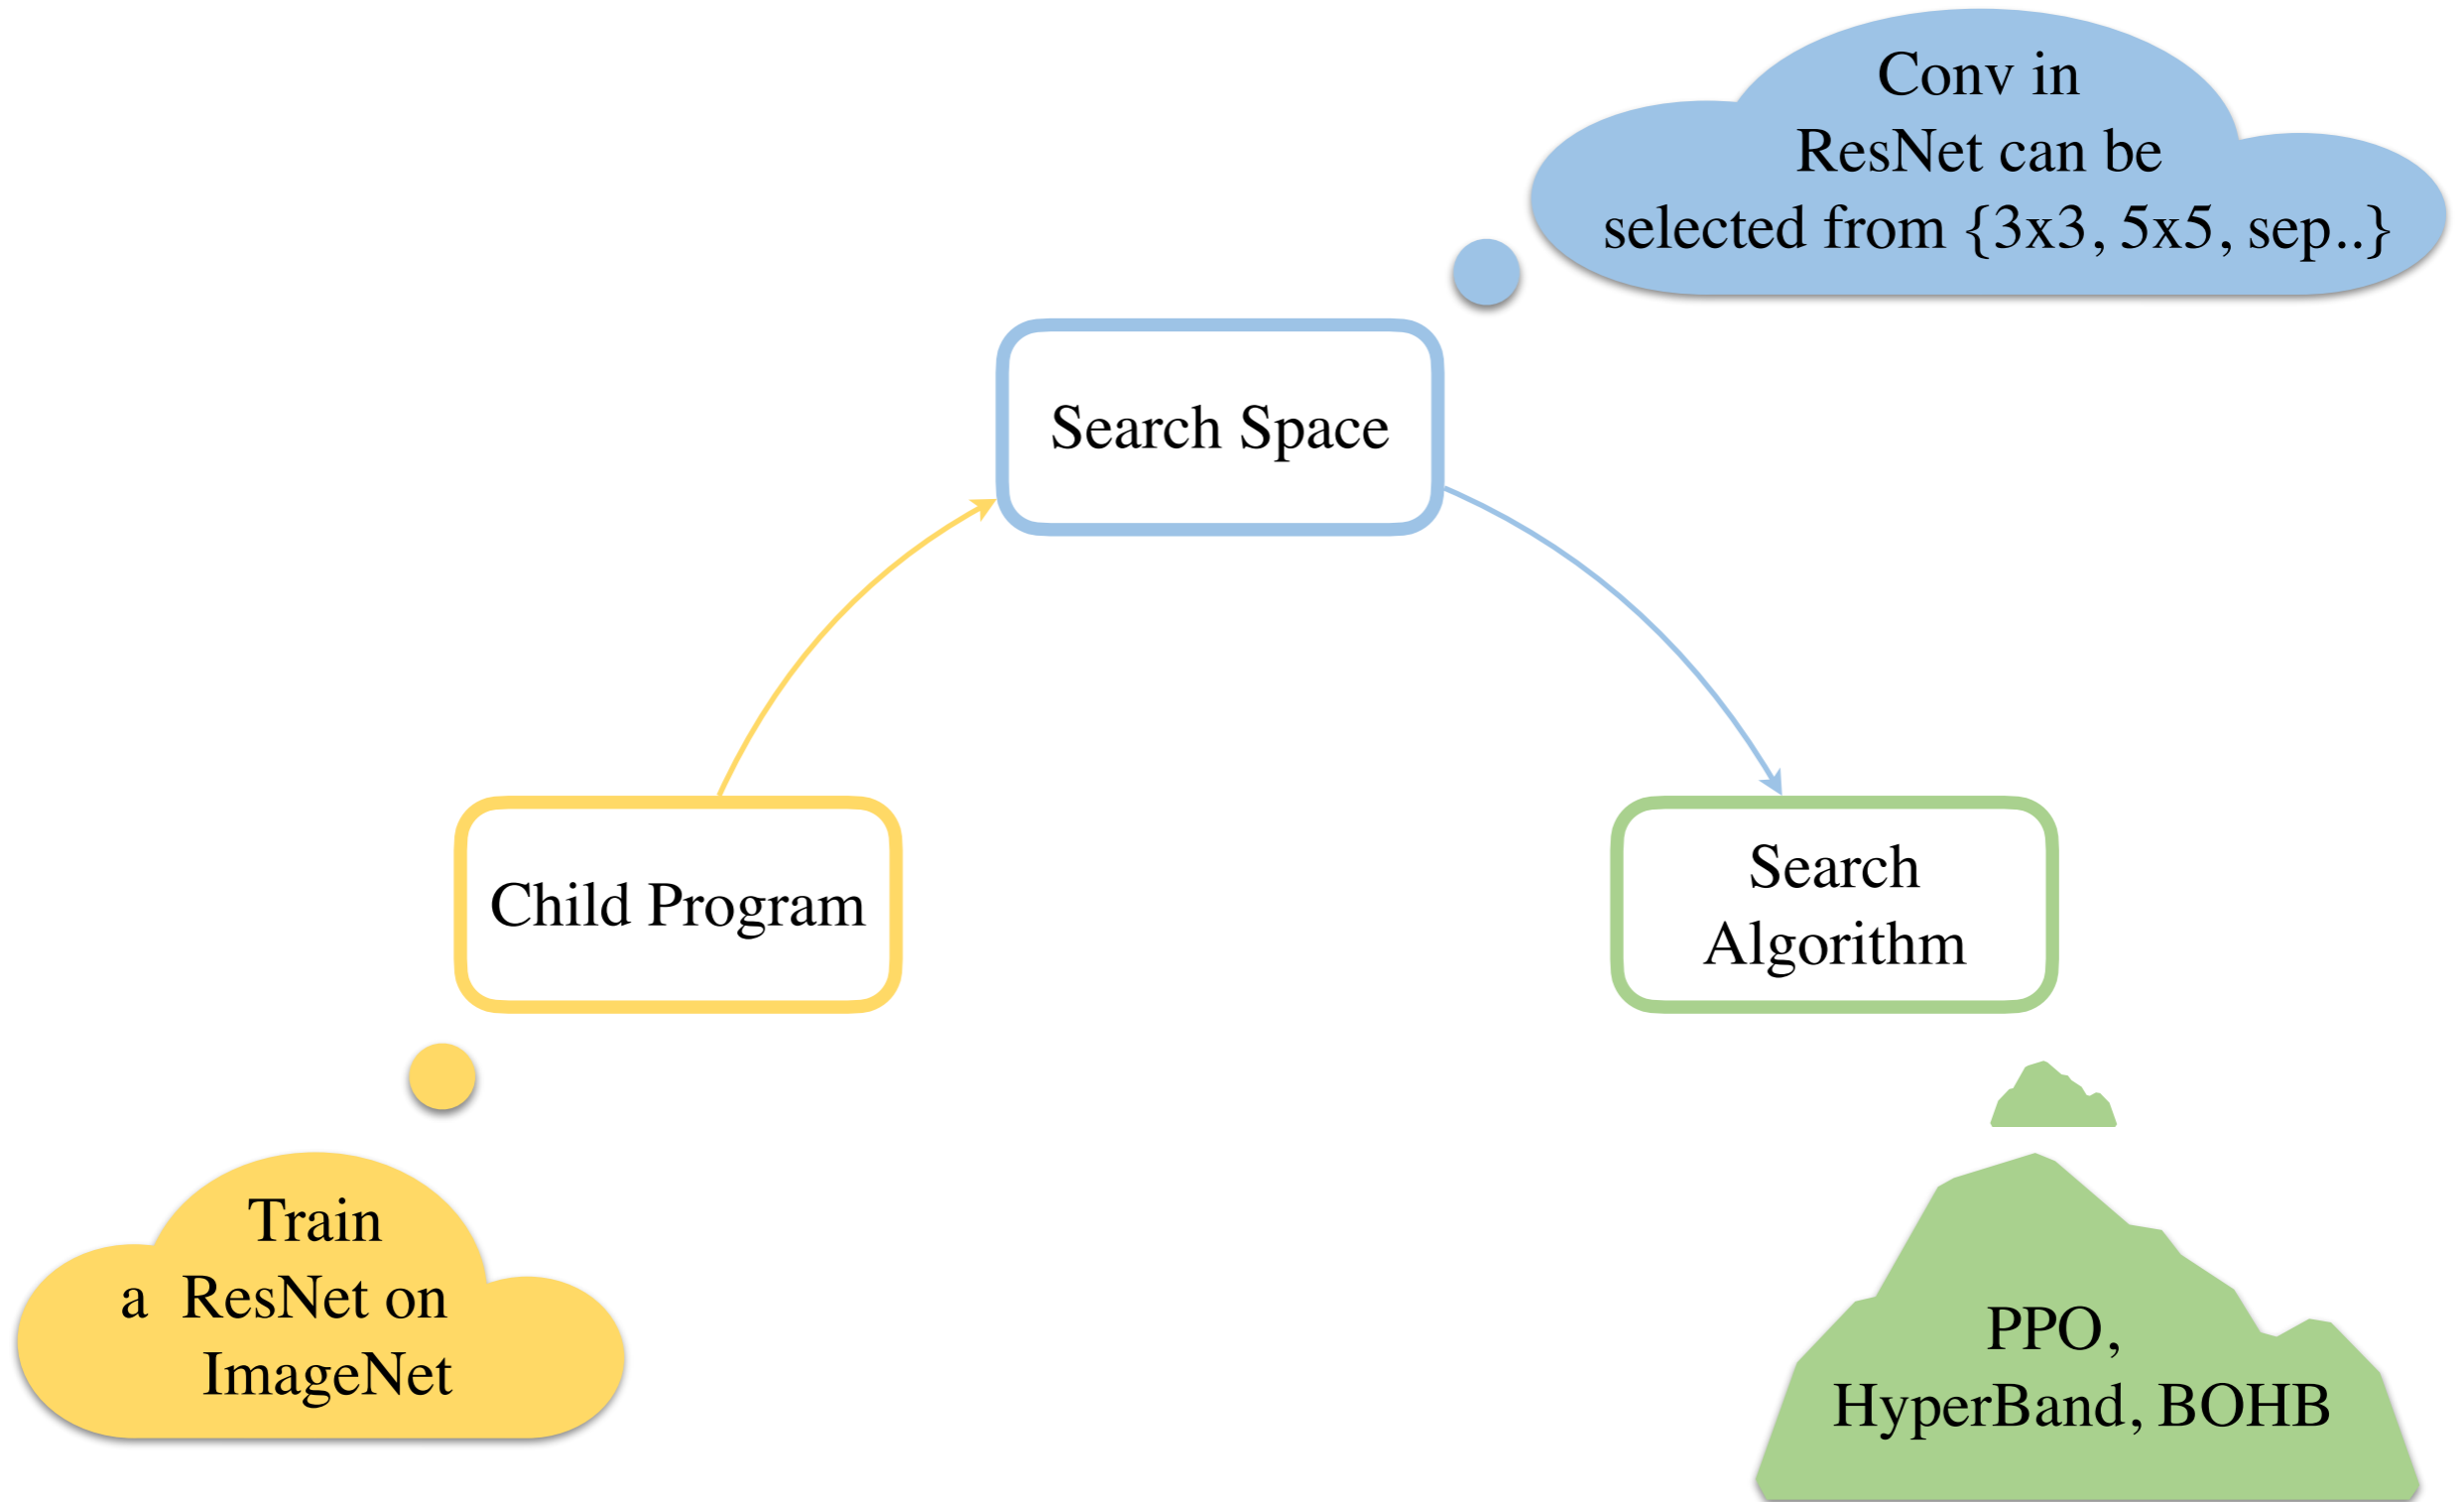 Conv in
ResNet can be
selected from {3x3, 5x5, sep..}
Search Space
Child Program
Search
Algorithm
Train
a  ResNet on
ImageNet
PPO,
HyperBand, BOHB